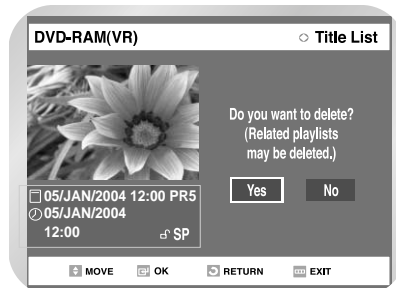 DVD-RAM(VR) Title List
Do you want to delete?
(Related playlists
may be deleted.)
Yes No
05/JAN/2004 12:00 PR5
05/JAN/2004
12:00 SP
MOVE OK RETURN EXIT